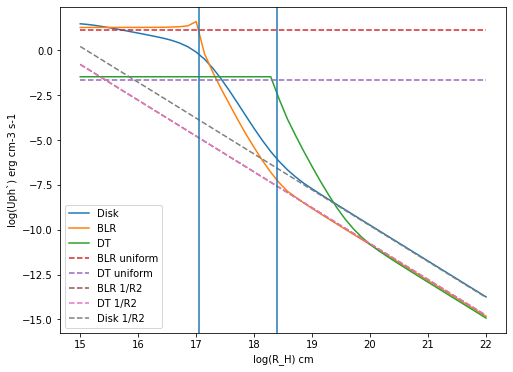 0.0
−2.5
−5.0
−7.5
−10.0
−12.5
−15.0
log(Uph`) erg cm-3 s-1
Disk
BLR
DT
BLR uniform
DT uniform
BLR 1/R2
DT 1/R2
Disk 1/R2
15
16
17
18
19
20
21
22
log(R_H) cm